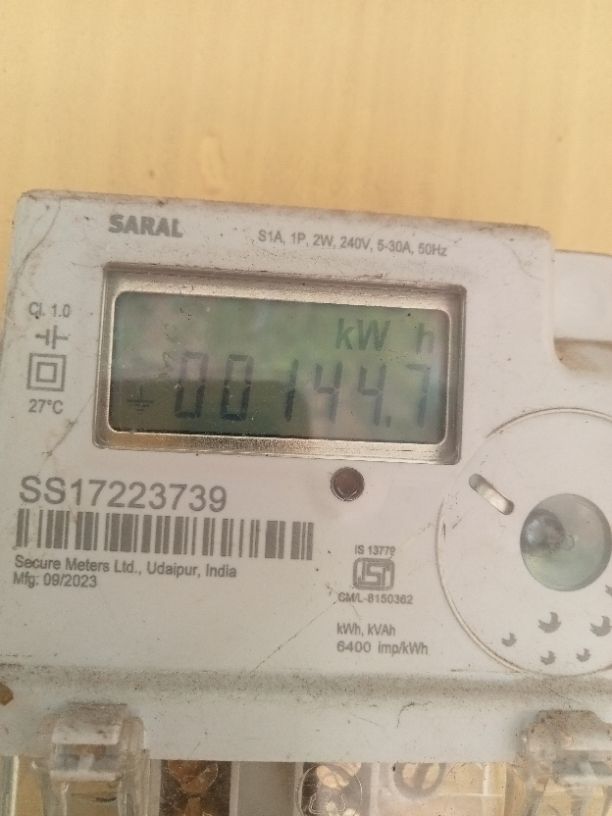 SARAL
S1A, 1P, 2W, 240V, 5-30A, 50Hz
Cl. 1.0
27°C
kW h
00144.7
SS17223739
Secure Meters Ltd., Udaipur, India
Mfg: 09/2023
IS 13779
ISI
CM/L-8150362
kWh, kVAh
6400 imp/kWh